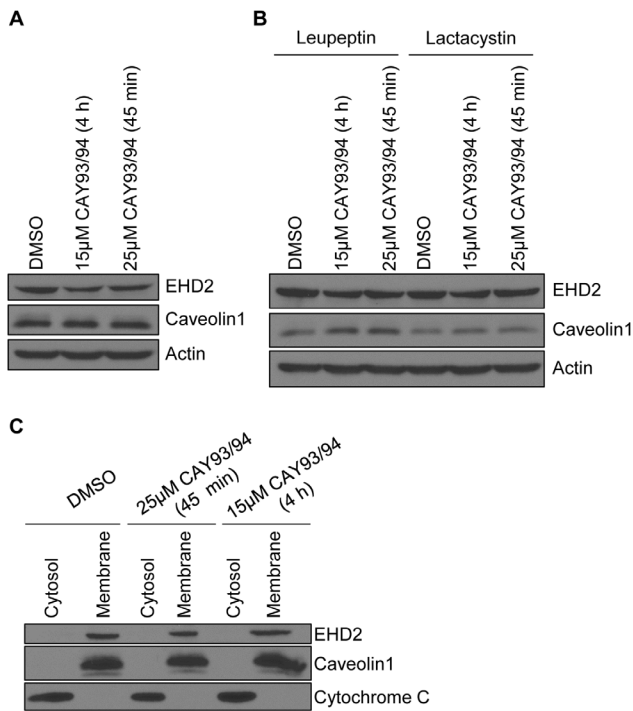 A
DMSO
15µM CAY93/94 (4 h)
25µM CAY93/94 (45 min)
EHD2
Caveolin1
Actin
B
Leupeptin
Lactacystin
DMSO
15µM CAY93/94 (4 h)
25µM CAY93/94 (45 min)
DMSO
15µM CAY93/94 (4 h)
25µM CAY93/94 (45 min)
EHD2
Caveolin1
Actin
C
DMSO
25µM CAY93/94
(45 min)
15µM CAY93/94
(4 h)
Cytosol
Membrane
Cytosol
Membrane
Cytosol
Membrane
EHD2
Caveolin1
Cytochrome C